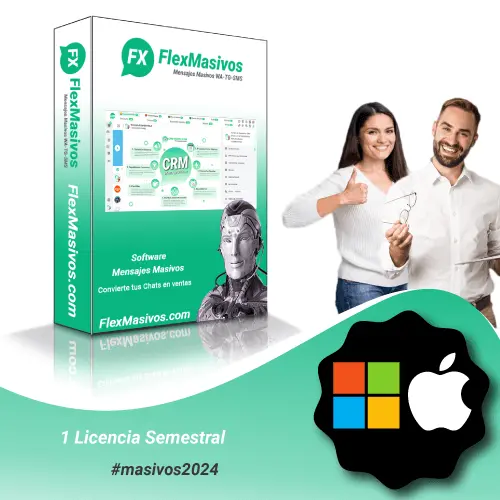 FX FlexMasivos
Mensajes Masivos WA-TG-SMS
FX FlexMasivos
Mensajes Masivos WA-TG-SMS
FlexMasivos.com
CRM
Software
Mensajes Masivos
Convierte tus Chats en ventas
FlexMasivos.com
1 Licencia Semestral
#masivos2024